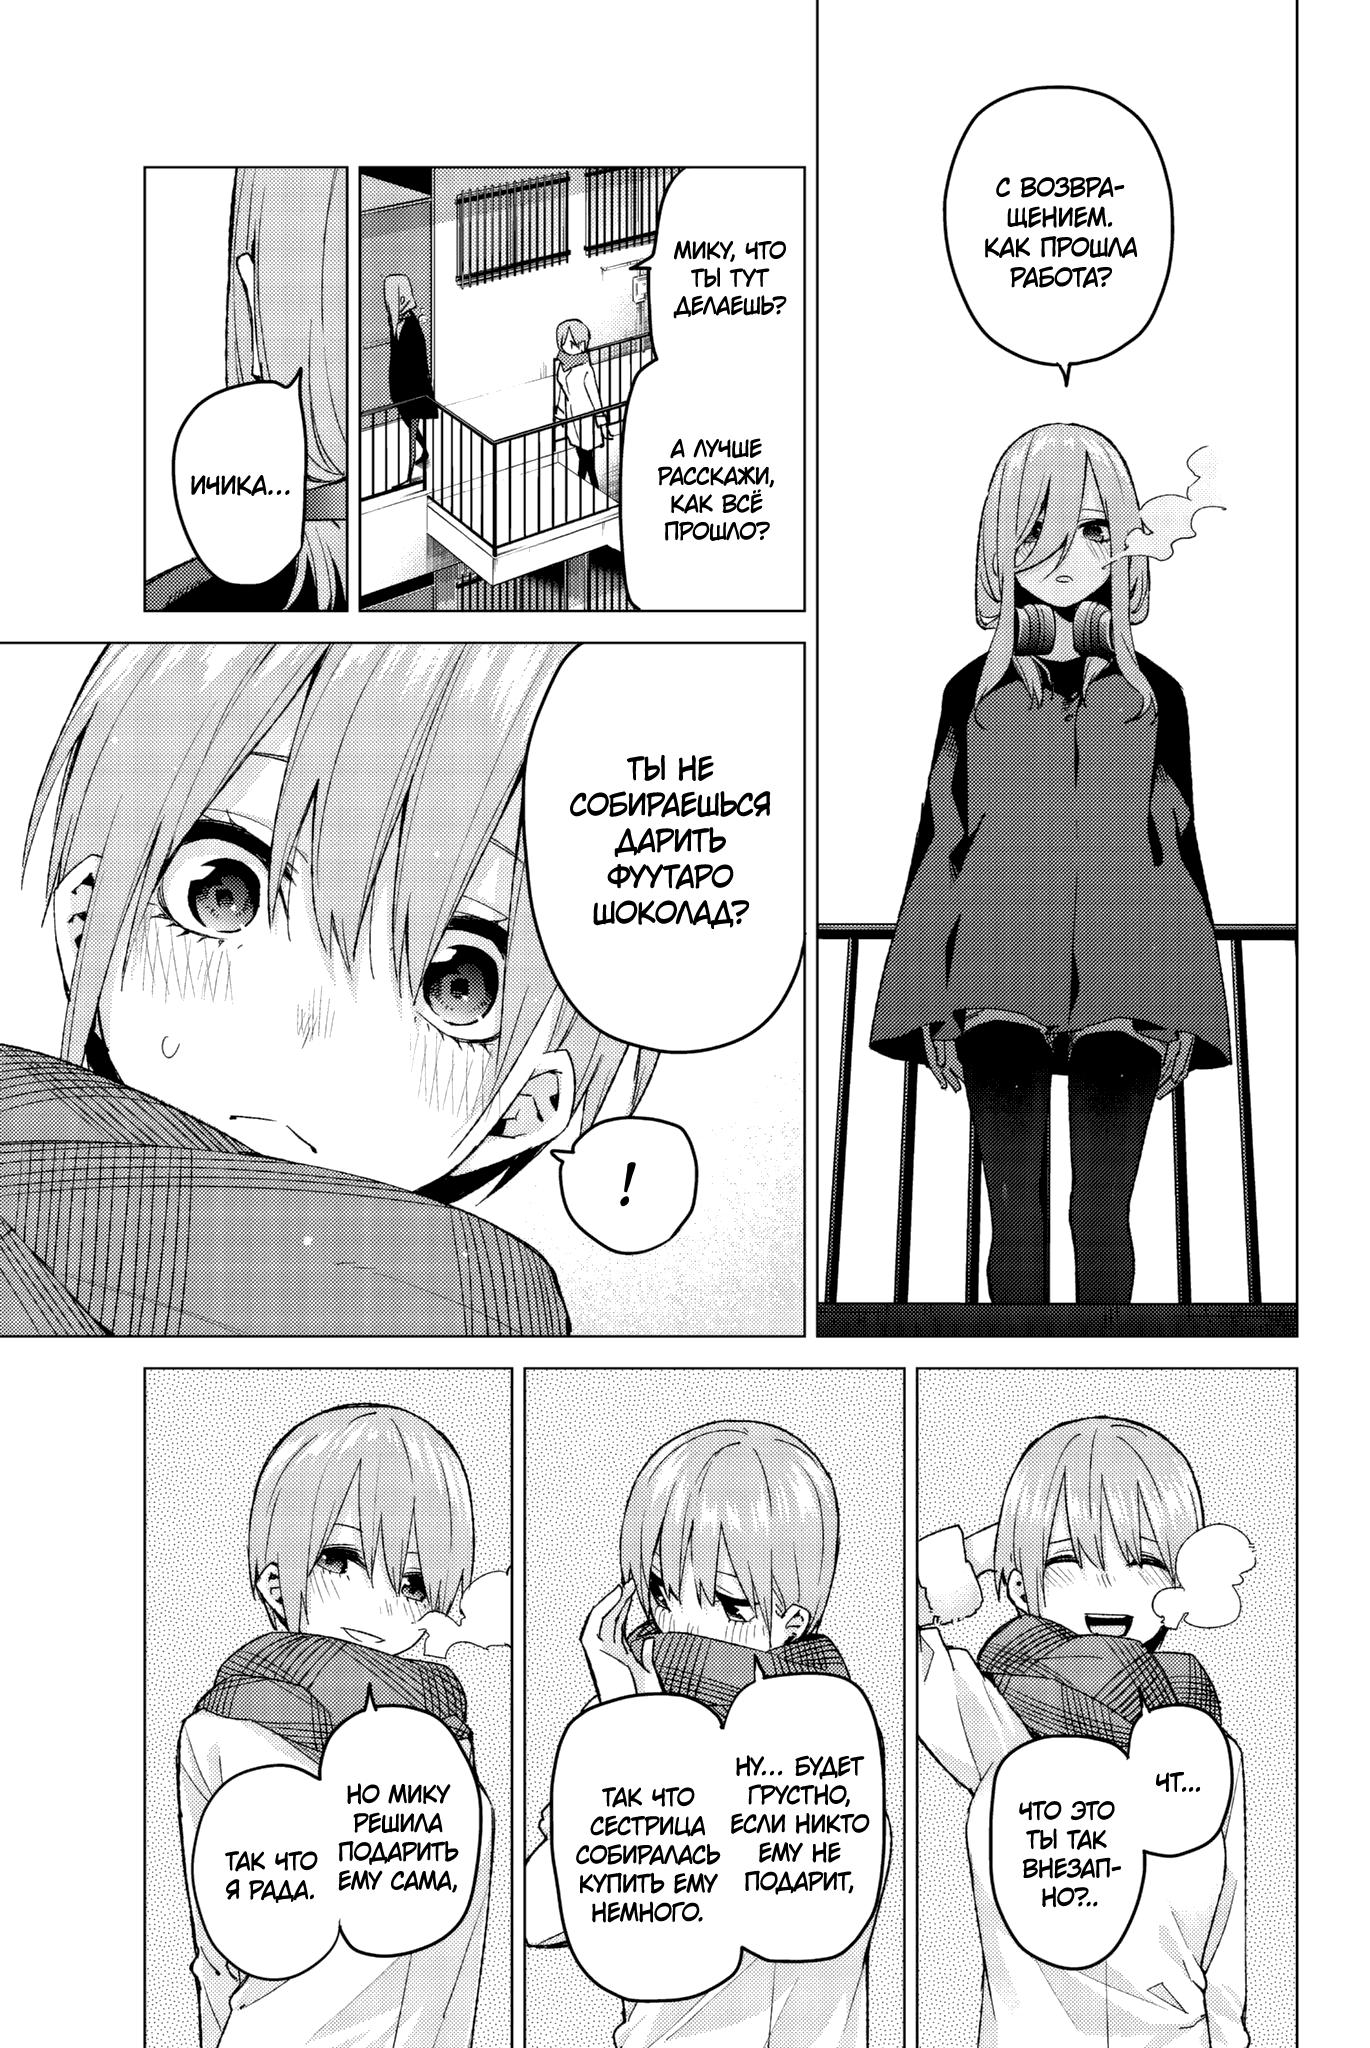 С ВОЗВРА-
ЩЕНИЕМ.
КАК ПРОШЛА
РАБОТА?
МИКУ, ЧТО
ТЫ ТУТ
ДЕЛАЕШЬ?
А ЛУЧШЕ
РАССКАЖИ,
КАК ВСЁ
ПРОШЛО?
ИЧИКА...
ТЫ НЕ
СОБИРАЕШЬСЯ
ДАРИТЬ
ФУУТАРО
ШОКОЛАД?
!
ЧТ...
ЧТО ЭТО
ТЫ ТАК
ВНЕЗАП-
НО?..
НУ... БУДЕТ
ГРУСТНО,
ЕСЛИ НИКТО
ЕМУ НЕ
ПОДАРИТ,
ТАК ЧТО
СЕСТРИЦА
СОБИРАЛАСЬ
КУПИТЬ ЕМУ
НЕМНОГО.
НО МИКУ
РЕШИЛА
ПОДАРИТЬ
ЕМУ САМА,
ТАК ЧТО
Я РАДА.